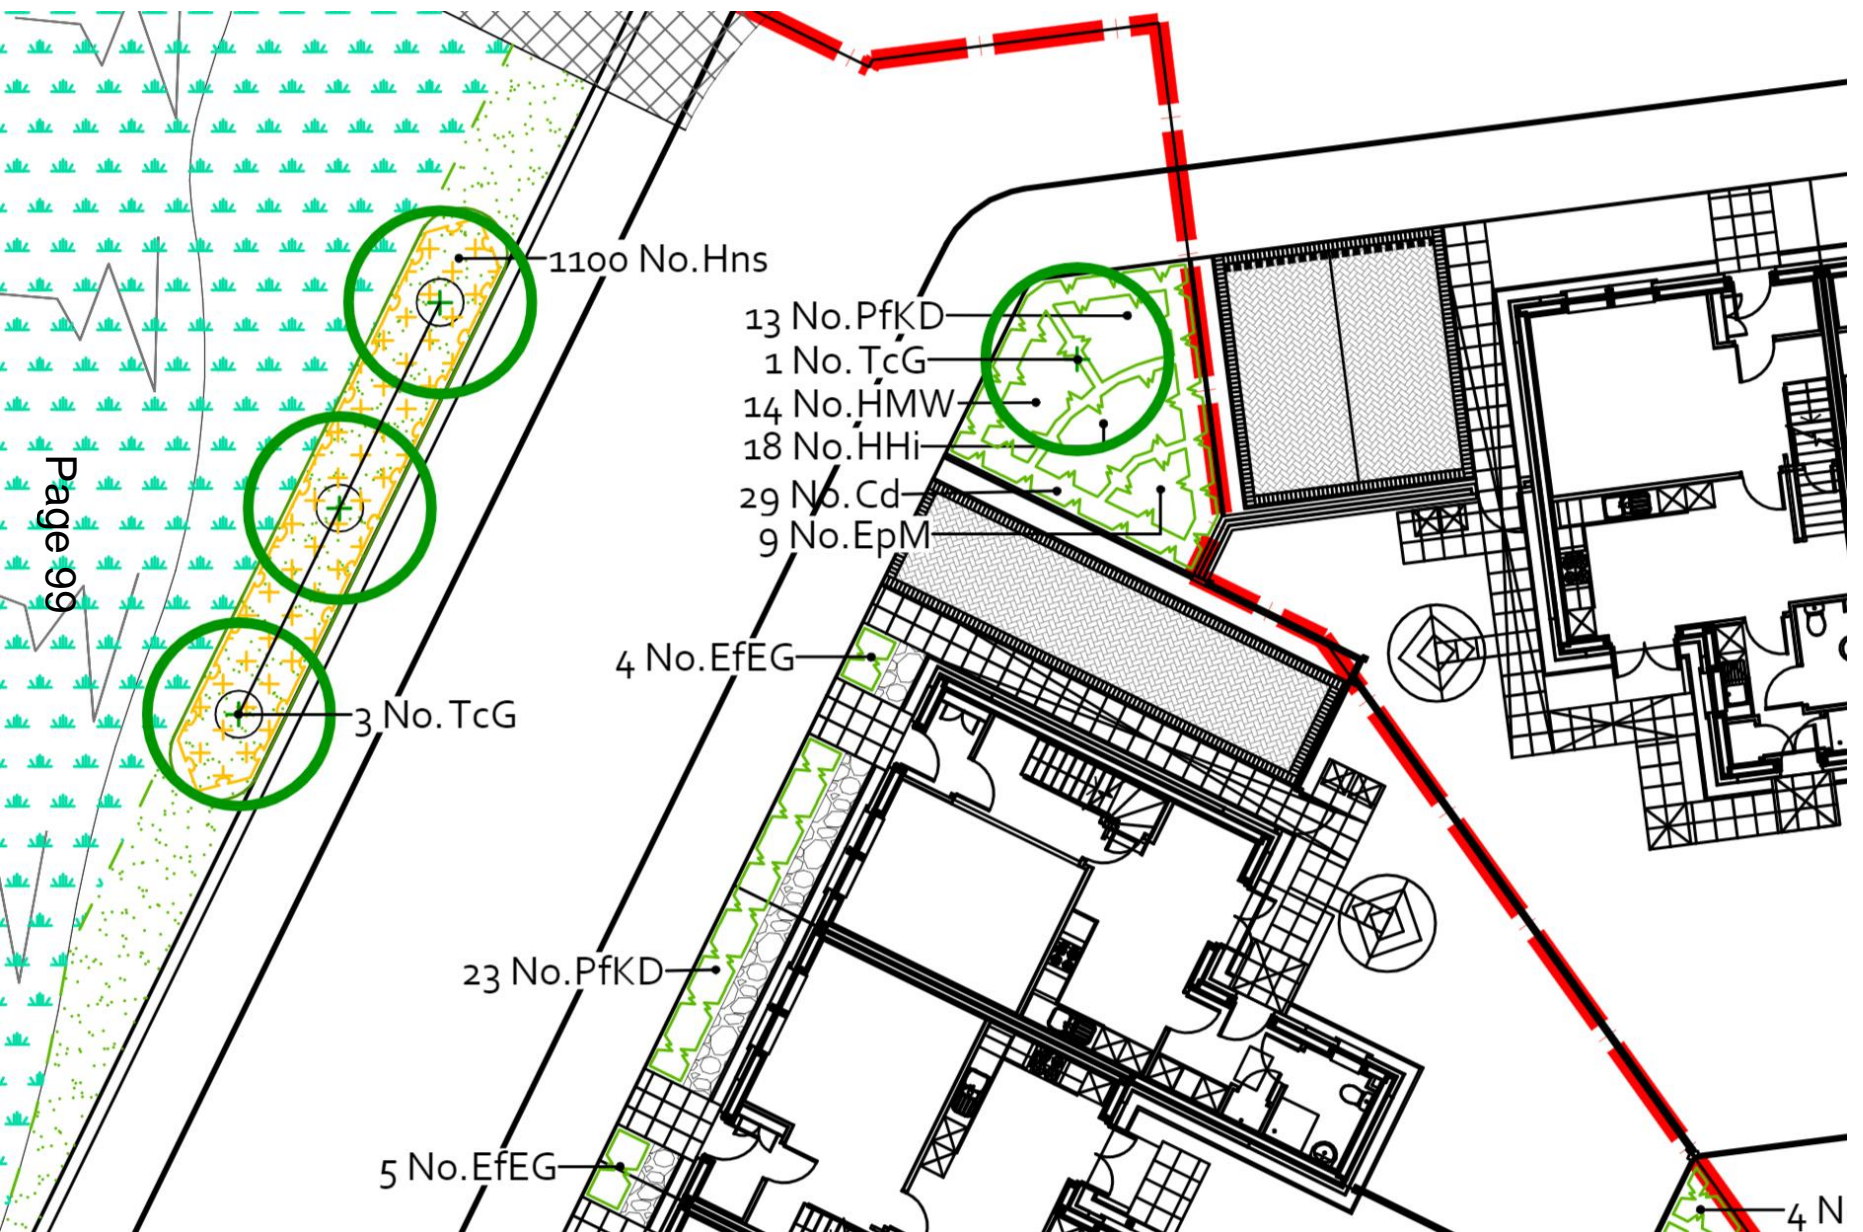 1100 No.Hns
13 No.PfKD
1 No.TcG
14 No.HMW
18 No.HHi
29 No.Cd
9 No.EpM
Page 99
4 No.EfEG
3 No.TcG
23 No.PfKD
5 No.EfEG
4 N